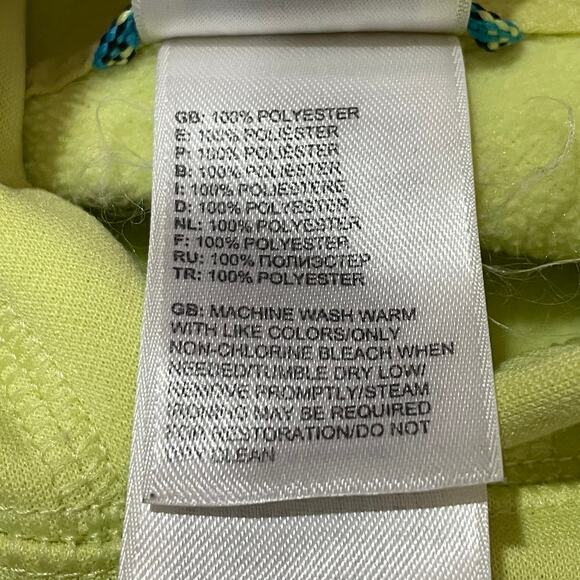 GB: 100% POLYESTER
E: 100% POLIÉSTER
P: 100% POLIÉSTER
B: 100% POLIESTER
I: 100% POLIESTERE
D: 100% POLYESTER
NL: 100% POLYESTER
F: 100% POLYESTER
RU: 100% ПОЛИЭСТЕР
TR: 100% POLYESTER
GB: MACHINE WASH WARM
WITH LIKE COLORS/ONLY
NON-CHLORINE BLEACH WHEN
NEEDED/TUMBLE DRY LOW/
REMOVE PROMPTLY/STEAM
IRONING MAY BE REQUIRED
FOR RESTORATION/DO NOT
DRY CLEAN